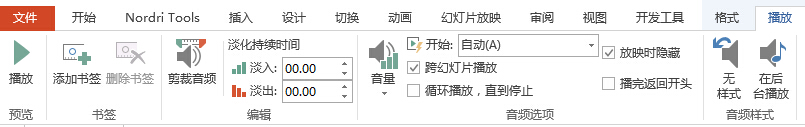 文件 开始 Nordri Tools 插入 设计 切换 动画 幻灯片放映 审阅 视图 开发工具 格式 播放
播放
预览
添加书签 删除书签
书签
剪裁音频
淡化持续时间
淡入: 00.00
淡出: 00.00
编辑
音量
开始: 自动(A)
跨幻灯片播放
循环播放，直到停止
放映时隐藏
播完返回开头
音频选项
无
样式
在后
台播放
音频样式